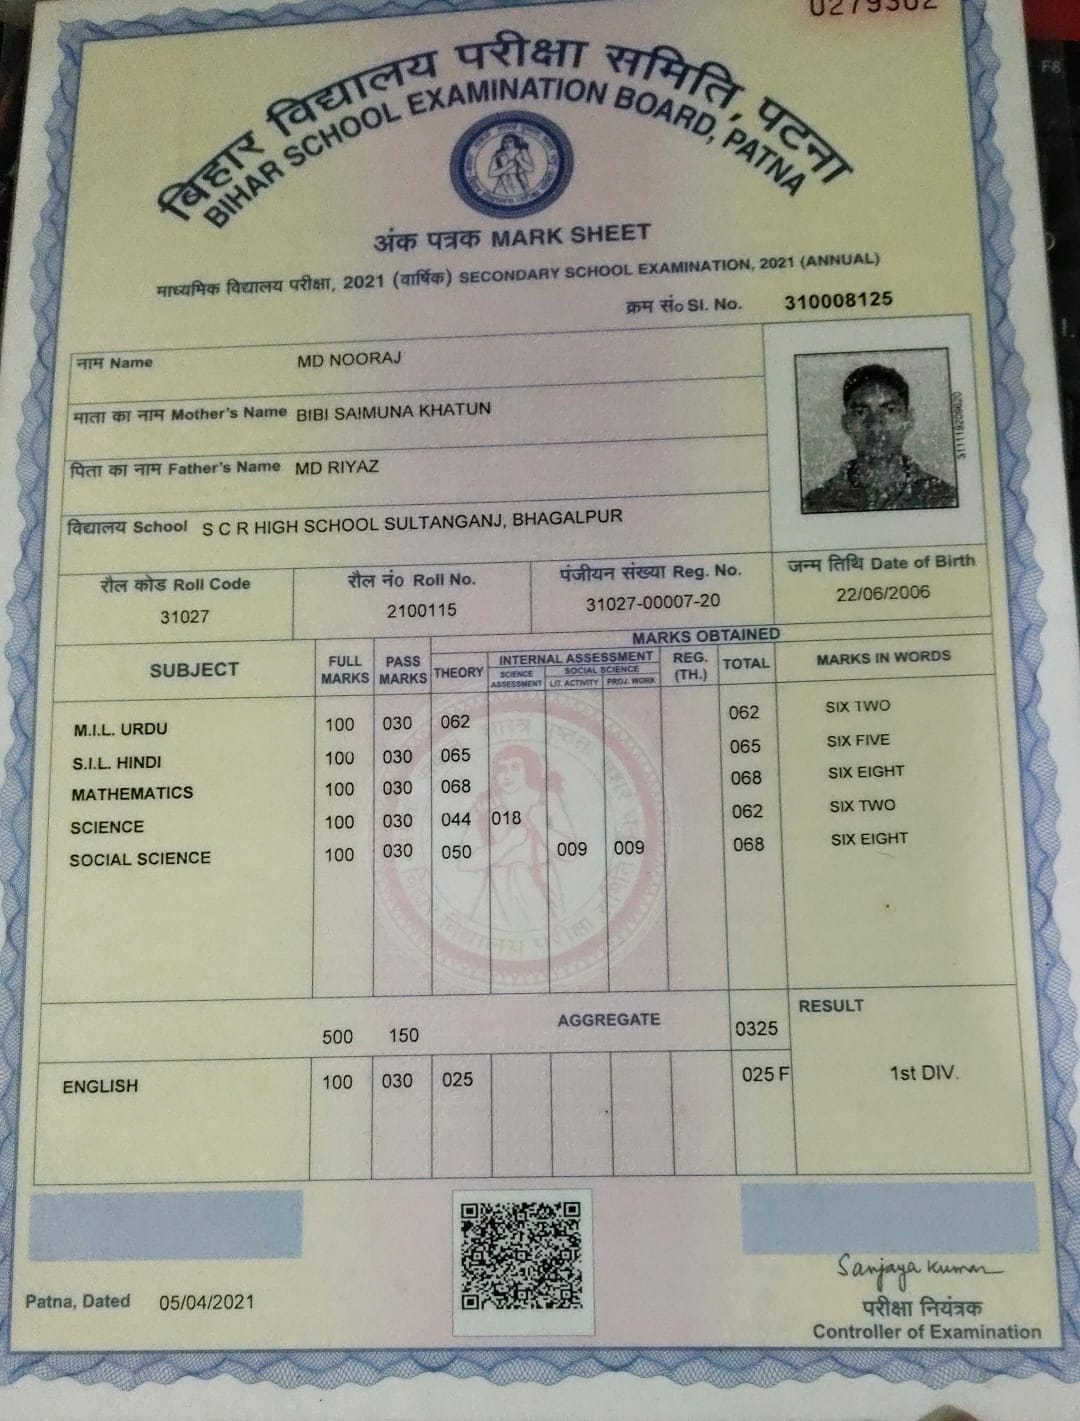 0279302
बिहार विद्यालय परीक्षा समिति, पटना
BIHAR SCHOOL EXAMINATION BOARD, PATNA
अंक पत्रक MARK SHEET
माध्यमिक विद्यालय परीक्षा, 2021 (वार्षिक) SECONDARY SCHOOL EXAMINATION, 2021 (ANNUAL)
क्रम सं० Sl. No. 310008125
नाम Name MD NOORAJ
माता का नाम Mother's Name BIBI SAIMUNA KHATUN
पिता का नाम Father's Name MD RIYAZ
विद्यालय School S C R HIGH SCHOOL SULTANGANJ, BHAGALPUR
रौल कोड Roll Code रौल नं० Roll No. पंजीयन संख्या Reg. No. जन्म तिथि Date of Birth
31027 2100115 31027-00007-20 22/06/2006
MARKS OBTAINED
SUBJECT FULL MARKS PASS MARKS THEORY INTERNAL ASSESSMENT REG. (TH.) TOTAL MARKS IN WORDS
SCIENCE ASSESSMENT SOCIAL SCIENCE
LIT. ACTIVITY PROJ. WORK
M.I.L. URDU 100 030 062 062 SIX TWO
S.I.L. HINDI 100 030 065 065 SIX FIVE
MATHEMATICS 100 030 068 068 SIX EIGHT
SCIENCE 100 030 044 018 062 SIX TWO
SOCIAL SCIENCE 100 030 050 009 009 068 SIX EIGHT
500 150 AGGREGATE 0325 RESULT
ENGLISH 100 030 025 025 F 1st DIV.
Sanjaya Kumar
Patna, Dated 05/04/2021
परीक्षा नियंत्रक
Controller of Examination
F8